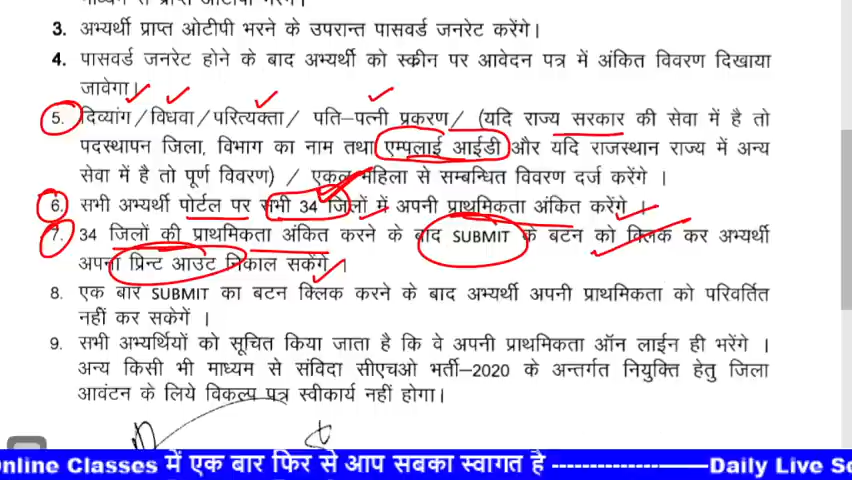 3. अभ्यर्थी प्राप्त ओटीपी भरने के उपरान्त पासवर्ड जनरेट करेंगे।
4. पासवर्ड जनरेट होने के बाद अभ्यर्थी को स्क्रीन पर आवेदन पत्र में अंकित विवरण दिखाया
जावेगा।
5. दिव्यांग/विधवा/परित्यक्ता/ पति-पत्नी प्रकरण/ (यदि राज्य सरकार की सेवा में है तो
पदस्थापन जिला, विभाग का नाम तथा एम्पलाई आईडी और यदि राजस्थान राज्य में अन्य
सेवा में है तो पूर्ण विवरण) / एकल महिला से सम्बन्धित विवरण दर्ज करेंगे ।
6. सभी अभ्यर्थी पोर्टल पर सभी 34 जिलों में अपनी प्राथमिकता अंकित करेंगे ।
7. 34 जिलों की प्राथमिकता अंकित करने के बाद SUBMIT के बटन को क्लिक कर अभ्यर्थी
अपना प्रिन्ट आउट निकाल सकेंगे ।
8. एक बार SUBMIT का बटन क्लिक करने के बाद अभ्यर्थी अपनी प्राथमिकता को परिवर्तित
नहीं कर सकेगें ।
9. सभी अभ्यर्थियों को सूचित किया जाता है कि वे अपनी प्राथमिकता ऑन लाईन ही भरेंगे ।
अन्य किसी भी माध्यम से संविदा सीएचओ भर्ती-2020 के अन्तर्गत नियुक्ति हेतु जिला
आवंटन के लिये विकल्प पत्र स्वीकार्य नहीं होगा।
nline Classes में एक बार फिर से आप सबका स्वागत है -------------------Daily Live Se